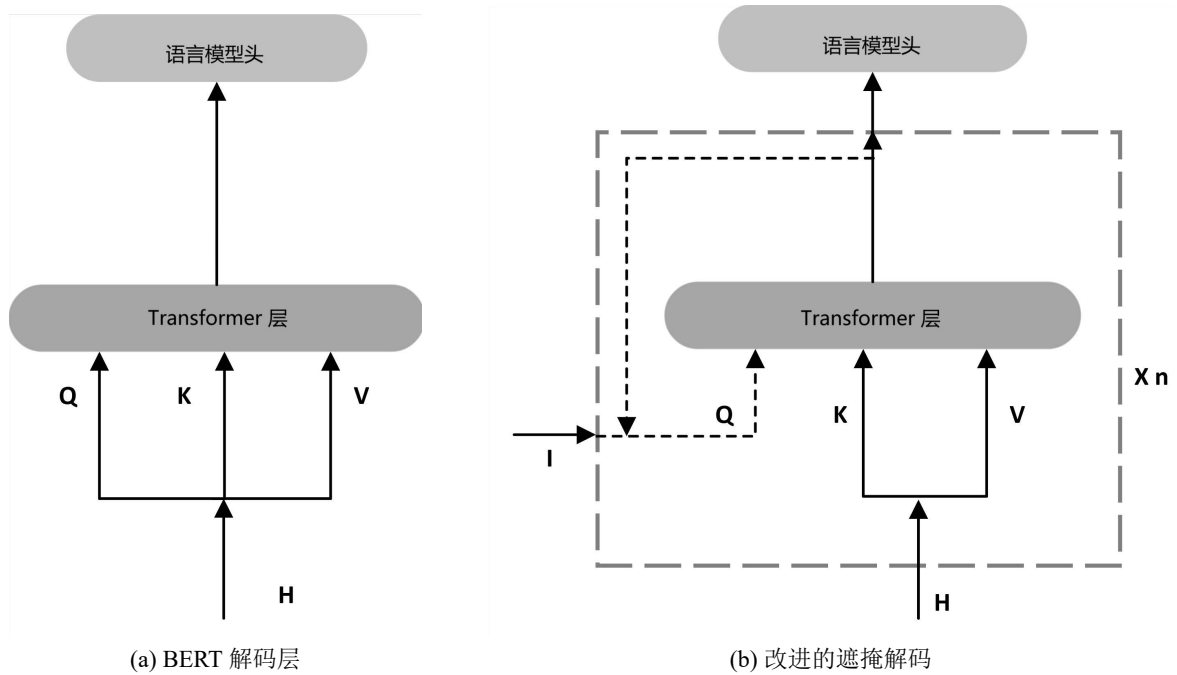 语言模型头
Transformer 层
Q
K
V
H
(a) BERT 解码层
语言模型头
Transformer 层
Q
K
V
X n
I
H
(b) 改进的遮掩解码